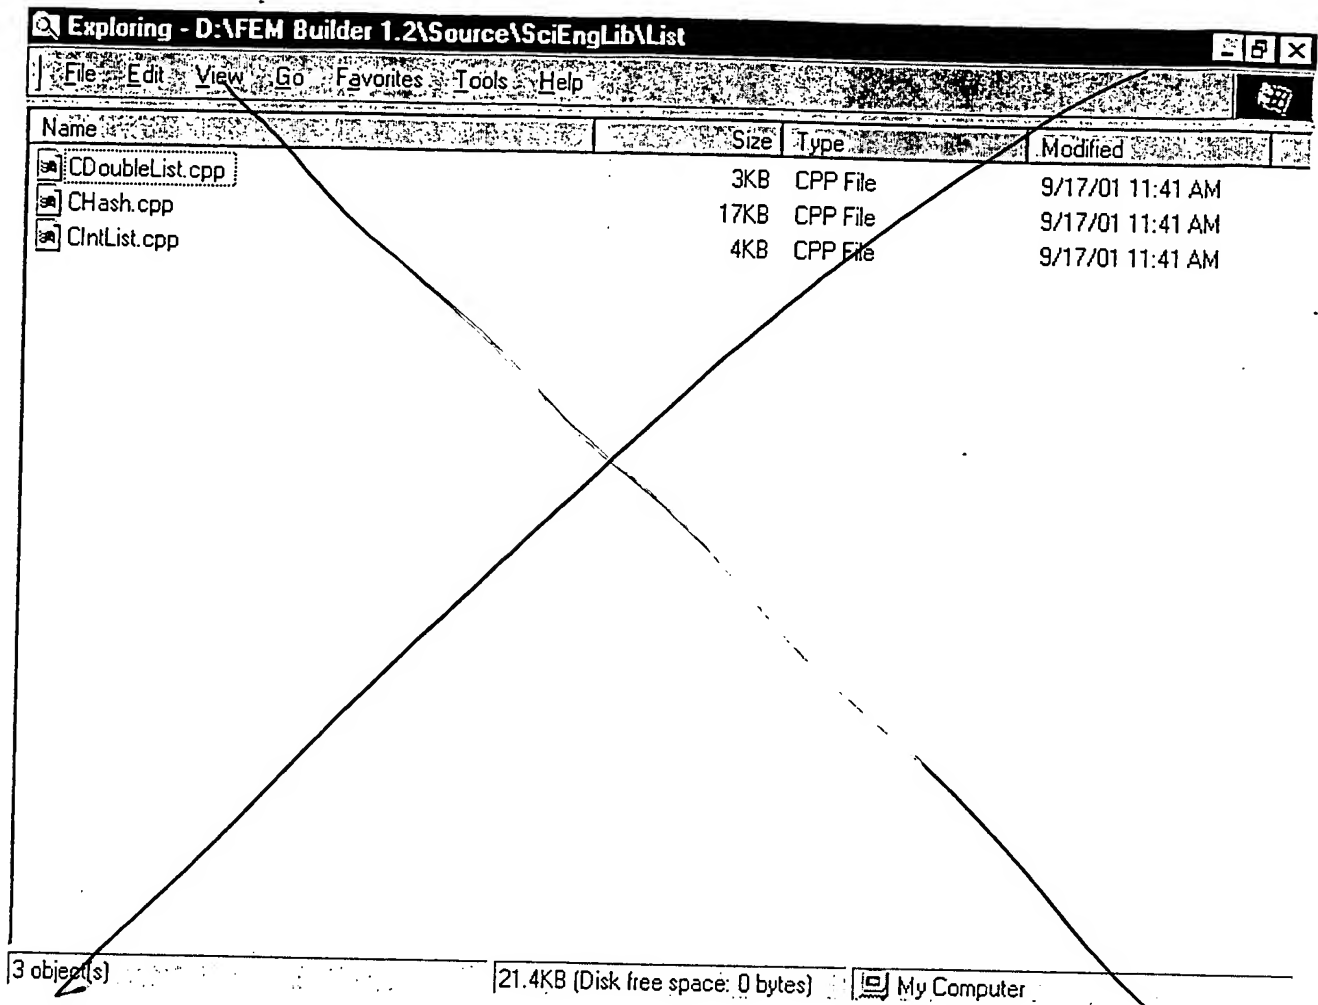 Exploring - D:\FEM Builder 1.2\Source\SciEngLib\List
File Edit View Go Favorites Tools Help
Name Size Type Modified
CDoubleList.cpp 3KB CPP File 9/17/01 11:41 AM
CHash.cpp 17KB CPP File 9/17/01 11:41 AM
CIntList.cpp 4KB CPP File 9/17/01 11:41 AM
3 object(s) 21.4KB (Disk free space: 0 bytes) My Computer